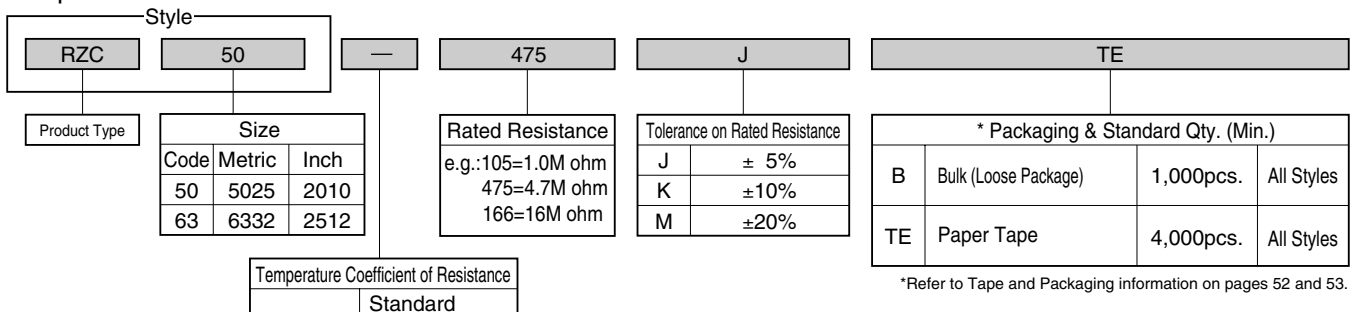 Style
RZC 50 — 475 J TE
Product Type
Size
Code Metric Inch
50 5025 2010
63 6332 2512
Rated Resistance
e.g.:105=1.0M ohm
475=4.7M ohm
166=16M ohm
Tolerance on Rated Resistance
J ± 5%
K ±10%
M ±20%
* Packaging & Standard Qty. (Min.)
B Bulk (Loose Package) 1,000pcs. All Styles
TE Paper Tape 4,000pcs. All Styles
*Refer to Tape and Packaging information on pages 52 and 53.
Temperature Coefficient of Resistance
Standard